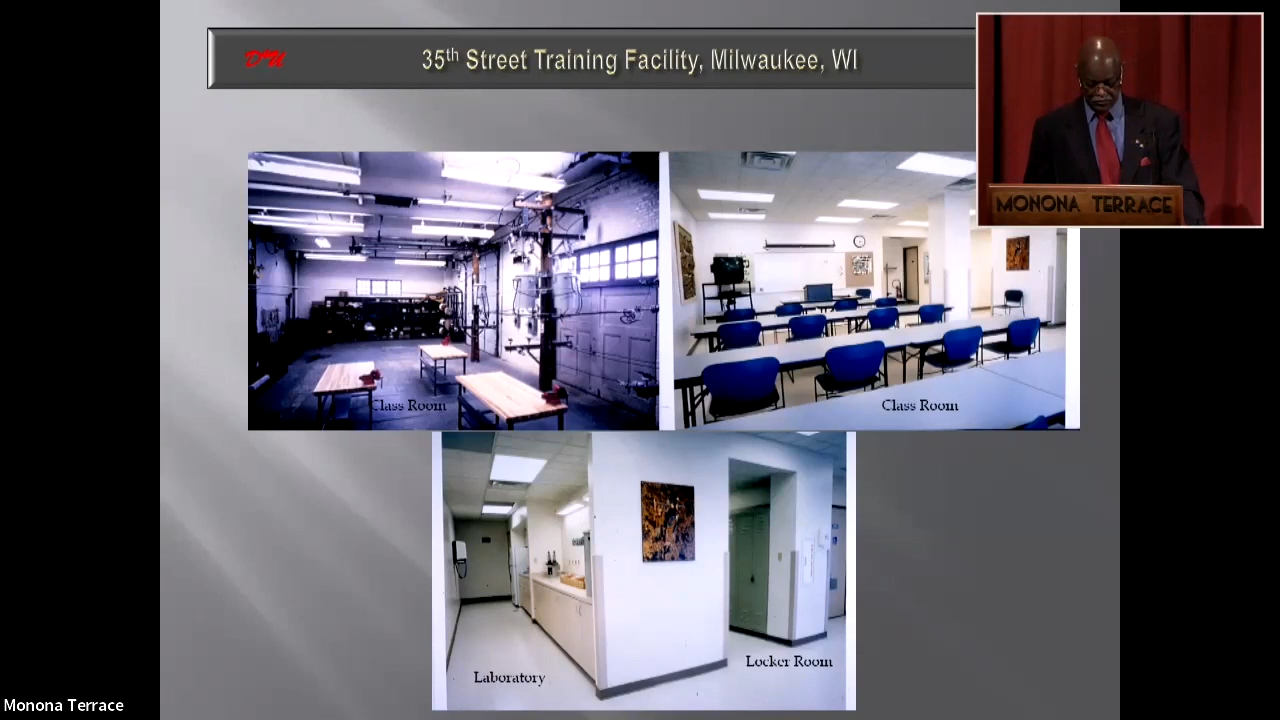 35th Street Training Facility, Milwaukee, WI
MONONA TERRACE
Class Room
Class Room
Laboratory
Locker Room
Monona Terrace